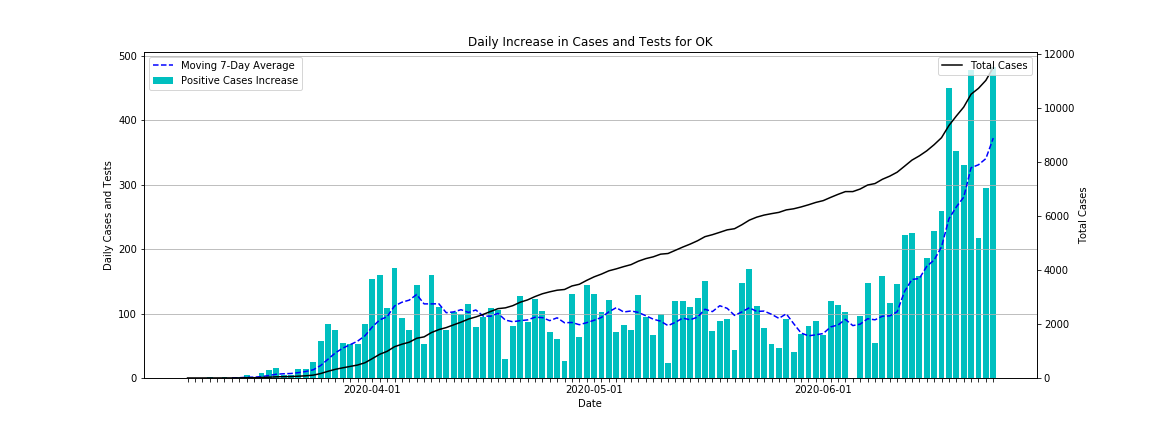 Daily Increase in Cases and Tests for OK
Moving 7-Day Average
Positive Cases Increase
Total Cases
500
400
300
200
100
0
Daily Cases and Tests
12000
10000
8000
6000
4000
2000
0
Total Cases
2020-04-01
2020-05-01
2020-06-01
Date